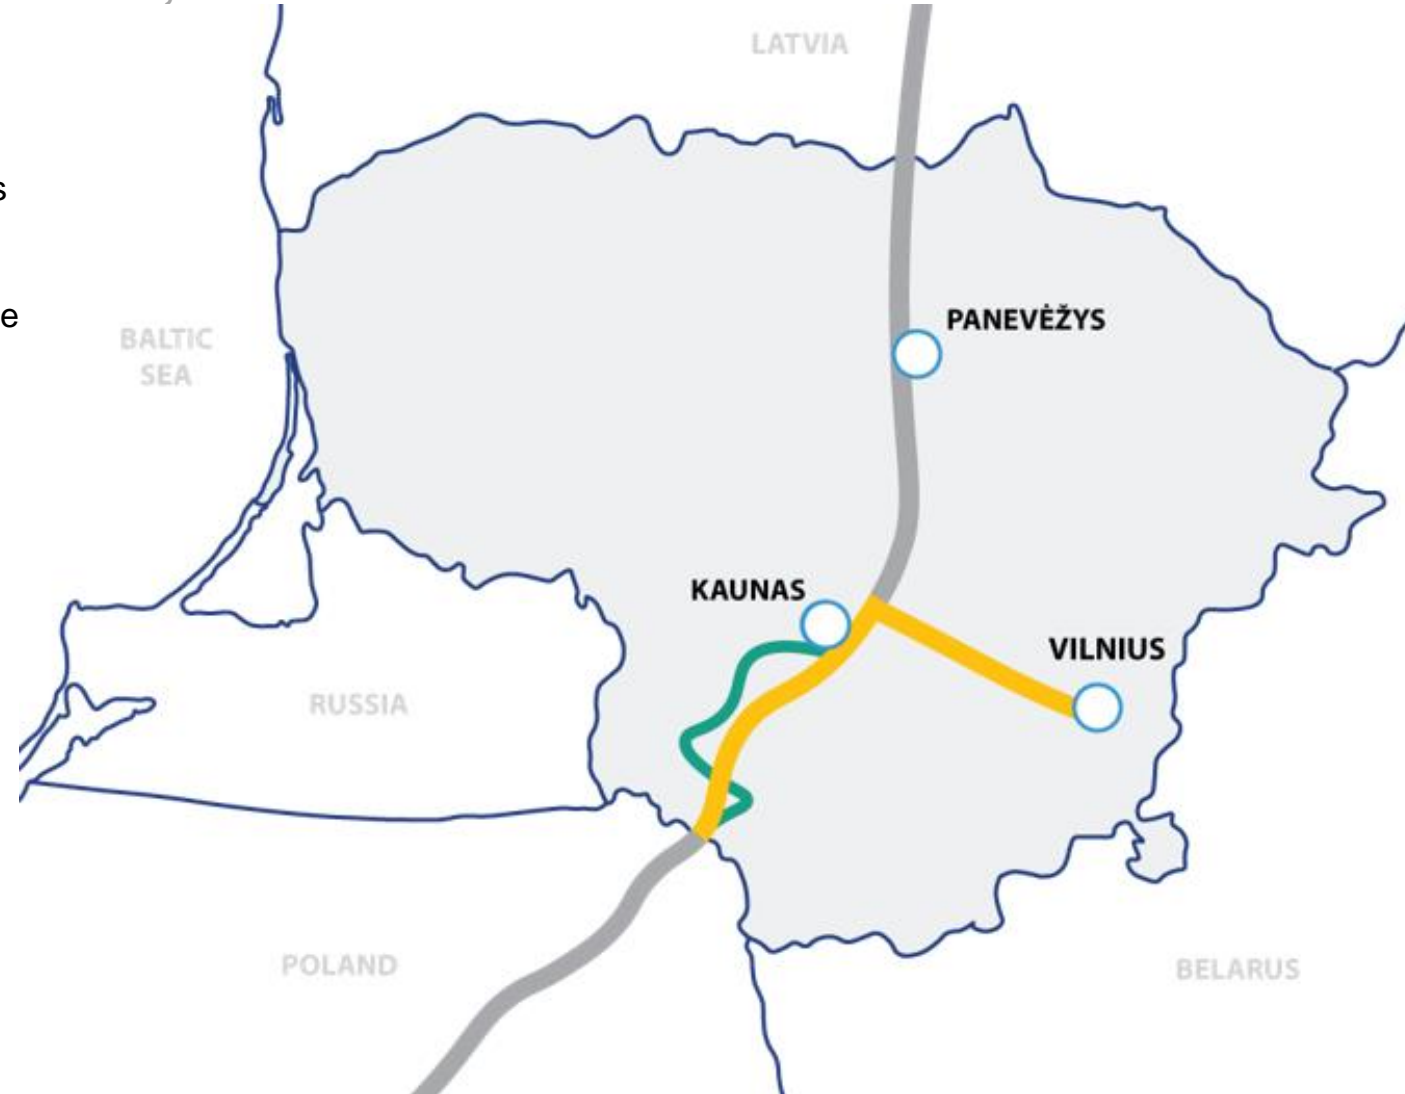 LATVIA
s
e
PANEVĖŽYS
BALTIC
SEA
KAUNAS
VILNIUS
RUSSIA
POLAND
BELARUS